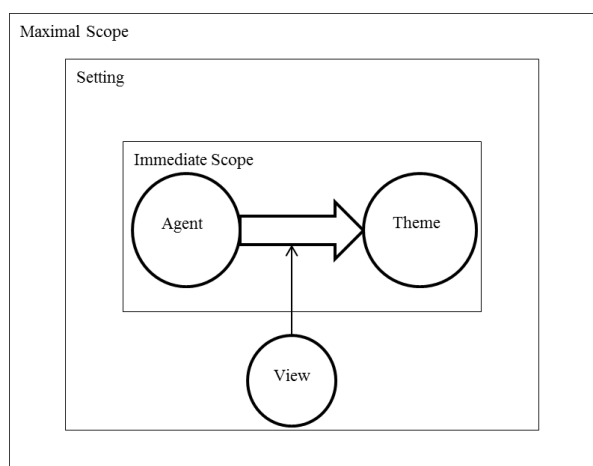 Maximal Scope
Setting
Immediate Scope
Agent
Theme
View